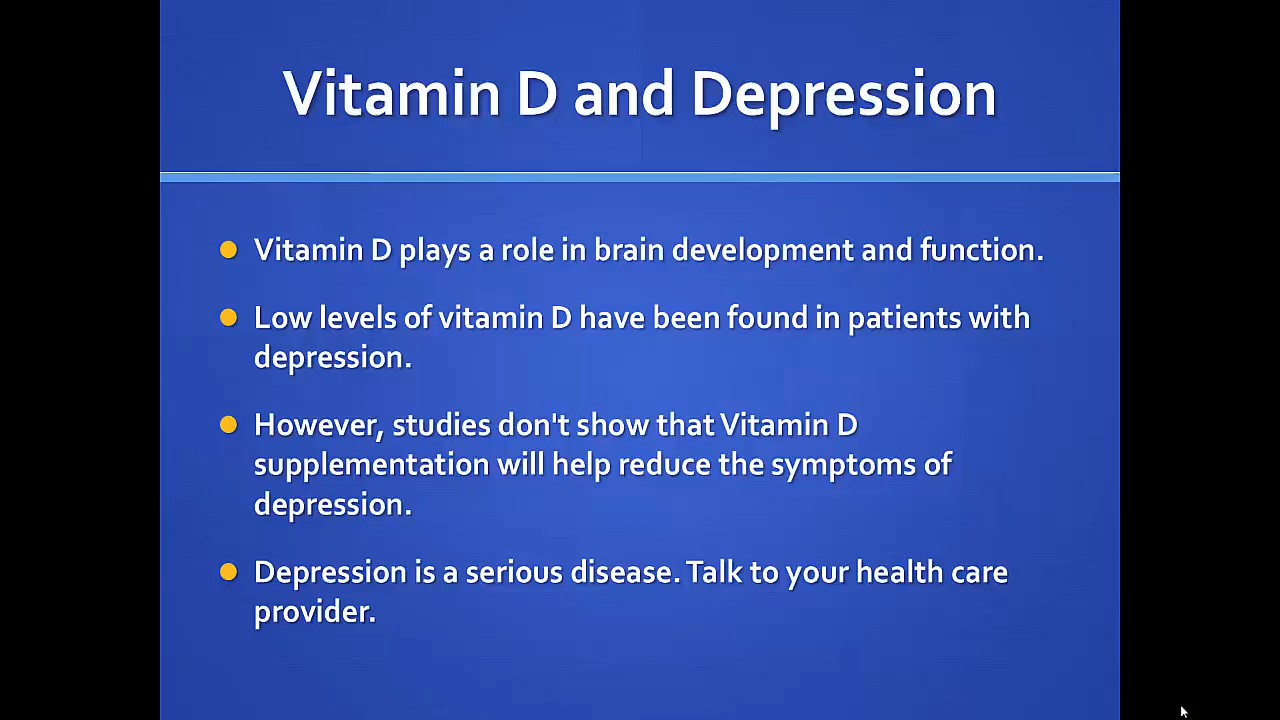 Vitamin D and Depression
Vitamin D plays a role in brain development and function.
Low levels of vitamin D have been found in patients with
depression.
However, studies don't show that Vitamin D
supplementation will help reduce the symptoms of
depression.
Depression is a serious disease. Talk to your health care
provider.